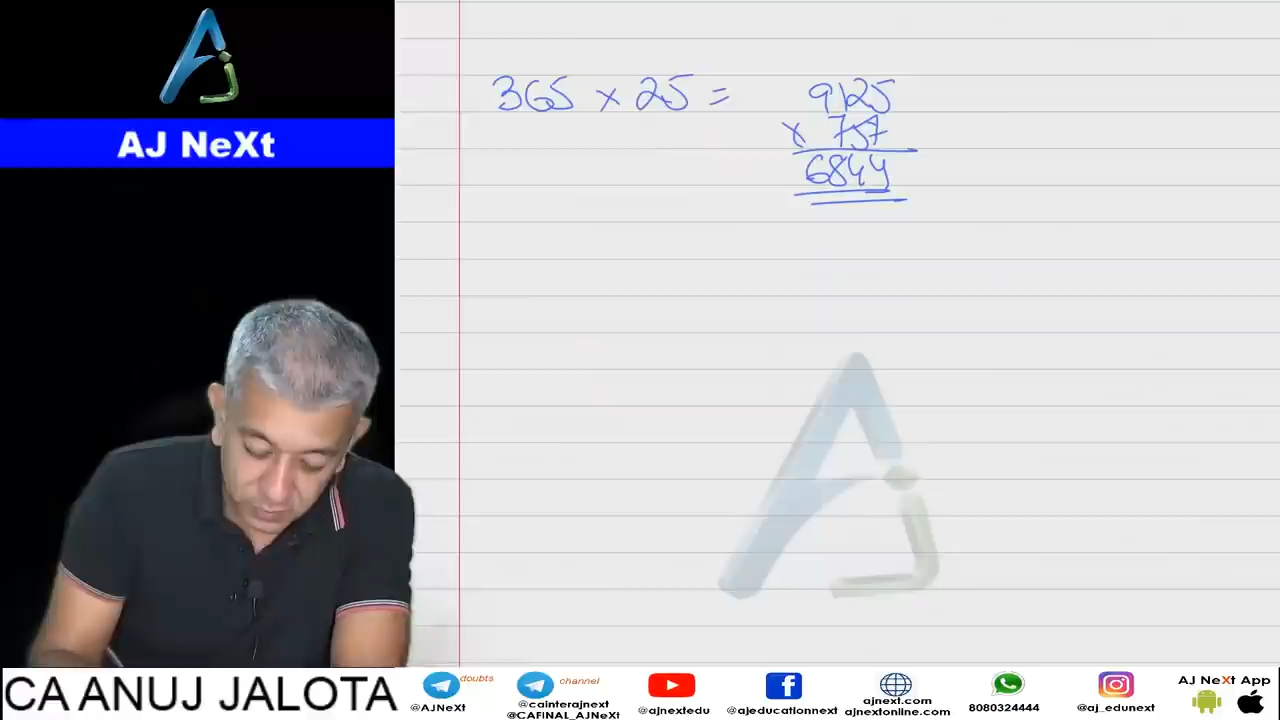 AJ NeXt
365 × 25 = 9125
× 75%
6844
CA ANUJ JALOTA
doubts
@AJNeXt
channel
@cainterajnext
@CAFINAL_AJNeXt
@ajnextedu
@ajeducationnext
ajnext.com
ajnextonline.com
8080324444
@aj_edunext
AJ NeXt App